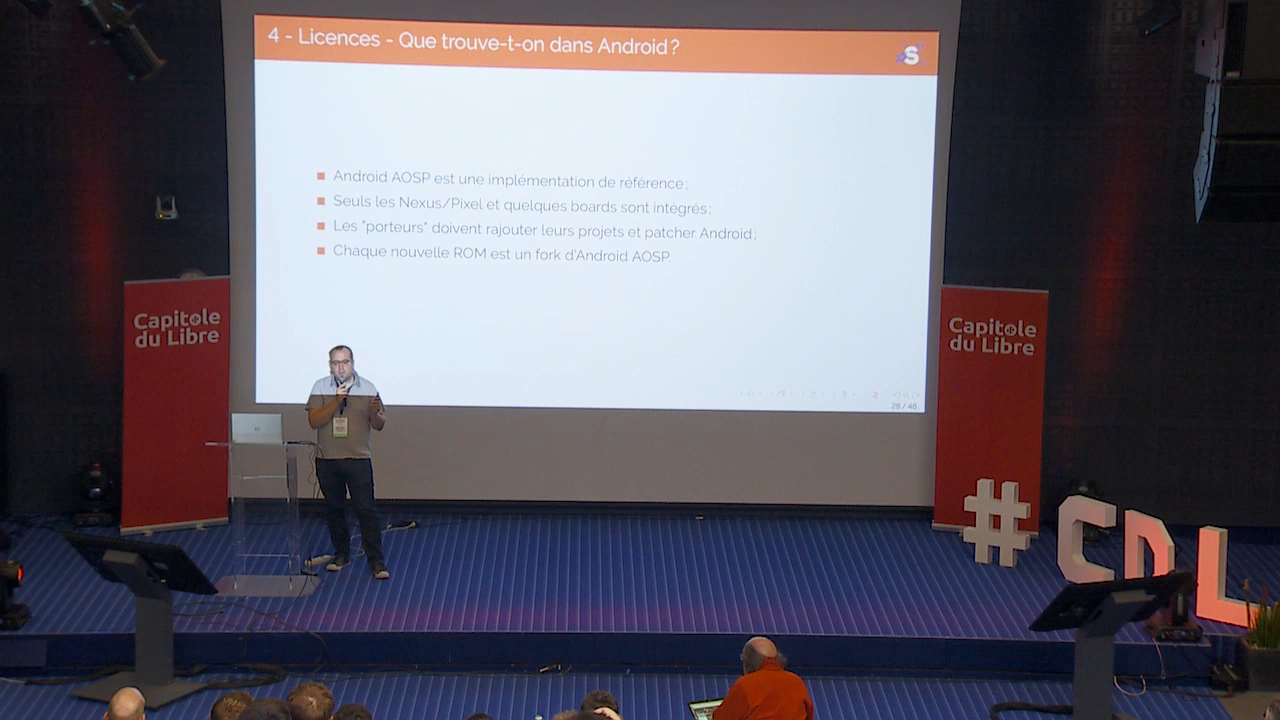 4 - Licences - Que trouve-t-on dans Android ?
S
Android AOSP est une implémentation de référence ;
Seuls les Nexus/Pixel et quelques boards sont intégrés ;
Les "porteurs" doivent rajouter leurs projets et patcher Android ;
Chaque nouvelle ROM est un fork d'Android AOSP.
28 / 48
Capitole
du Libre
Capitole
du Libre
#CDL